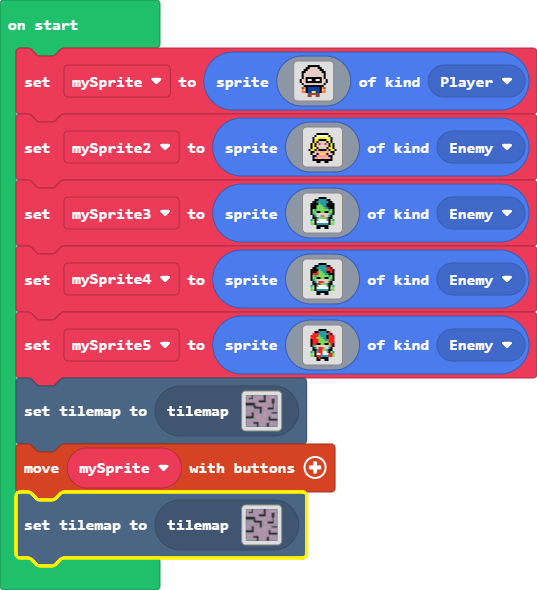 on start
set mySprite to sprite of kind Player
set mySprite2 to sprite of kind Enemy
set mySprite3 to sprite of kind Enemy
set mySprite4 to sprite of kind Enemy
set mySprite5 to sprite of kind Enemy
set tilemap to tilemap
move mySprite with buttons
set tilemap to tilemap